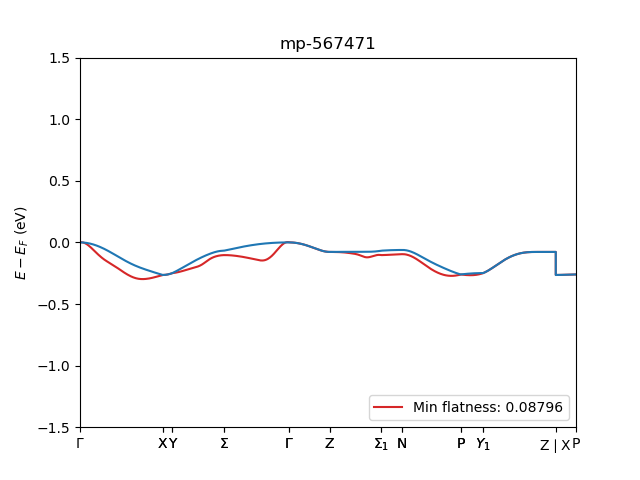 mp-567471
E − E_F (eV)
1.5
1.0
0.5
0.0
−0.5
−1.0
−1.5
Min flatness: 0.08796
Γ X Y Σ Γ Z Σ₁ N P Y₁ Z | X P